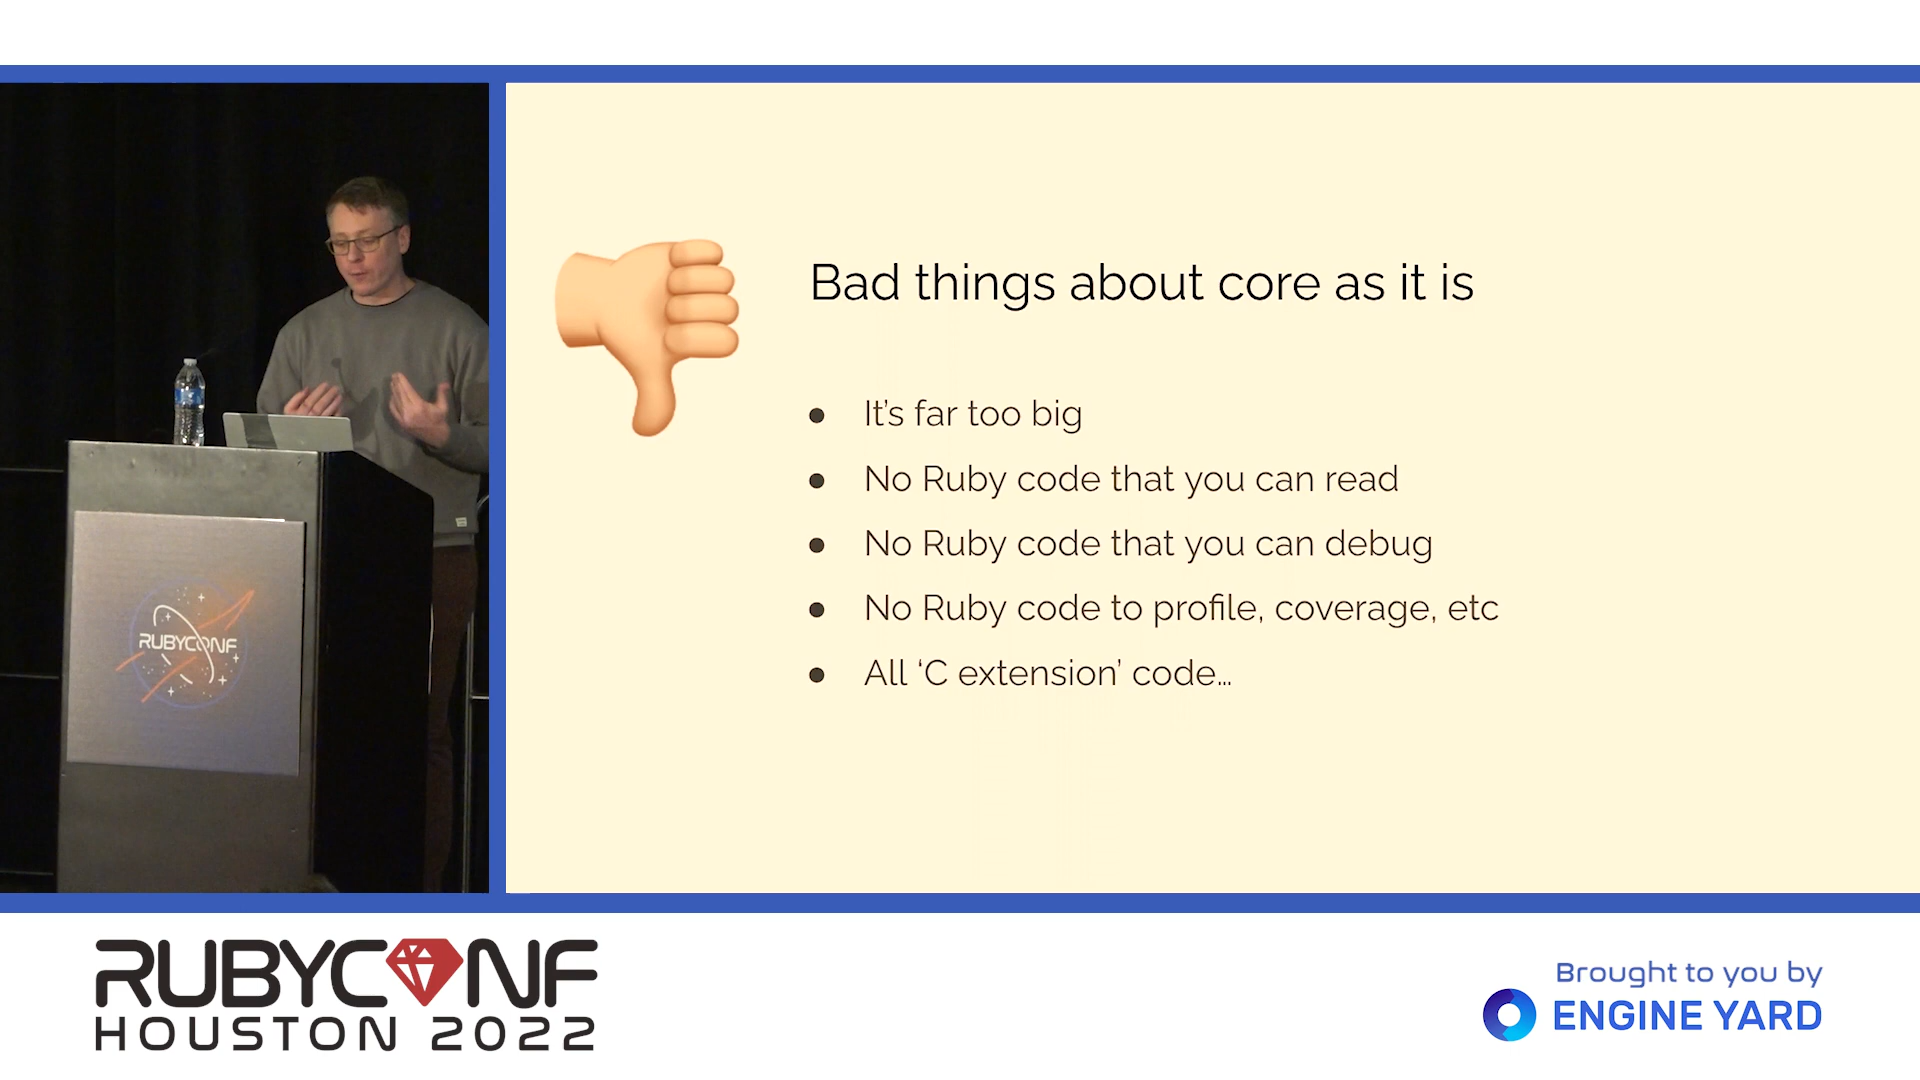 Bad things about core as it is
It's far too big
No Ruby code that you can read
No Ruby code that you can debug
No Ruby code to profile, coverage, etc
All ‘C extension’ code…
RUBYCONF
RUBYCONF
HOUSTON 2022
Brought to you by
ENGINE YARD